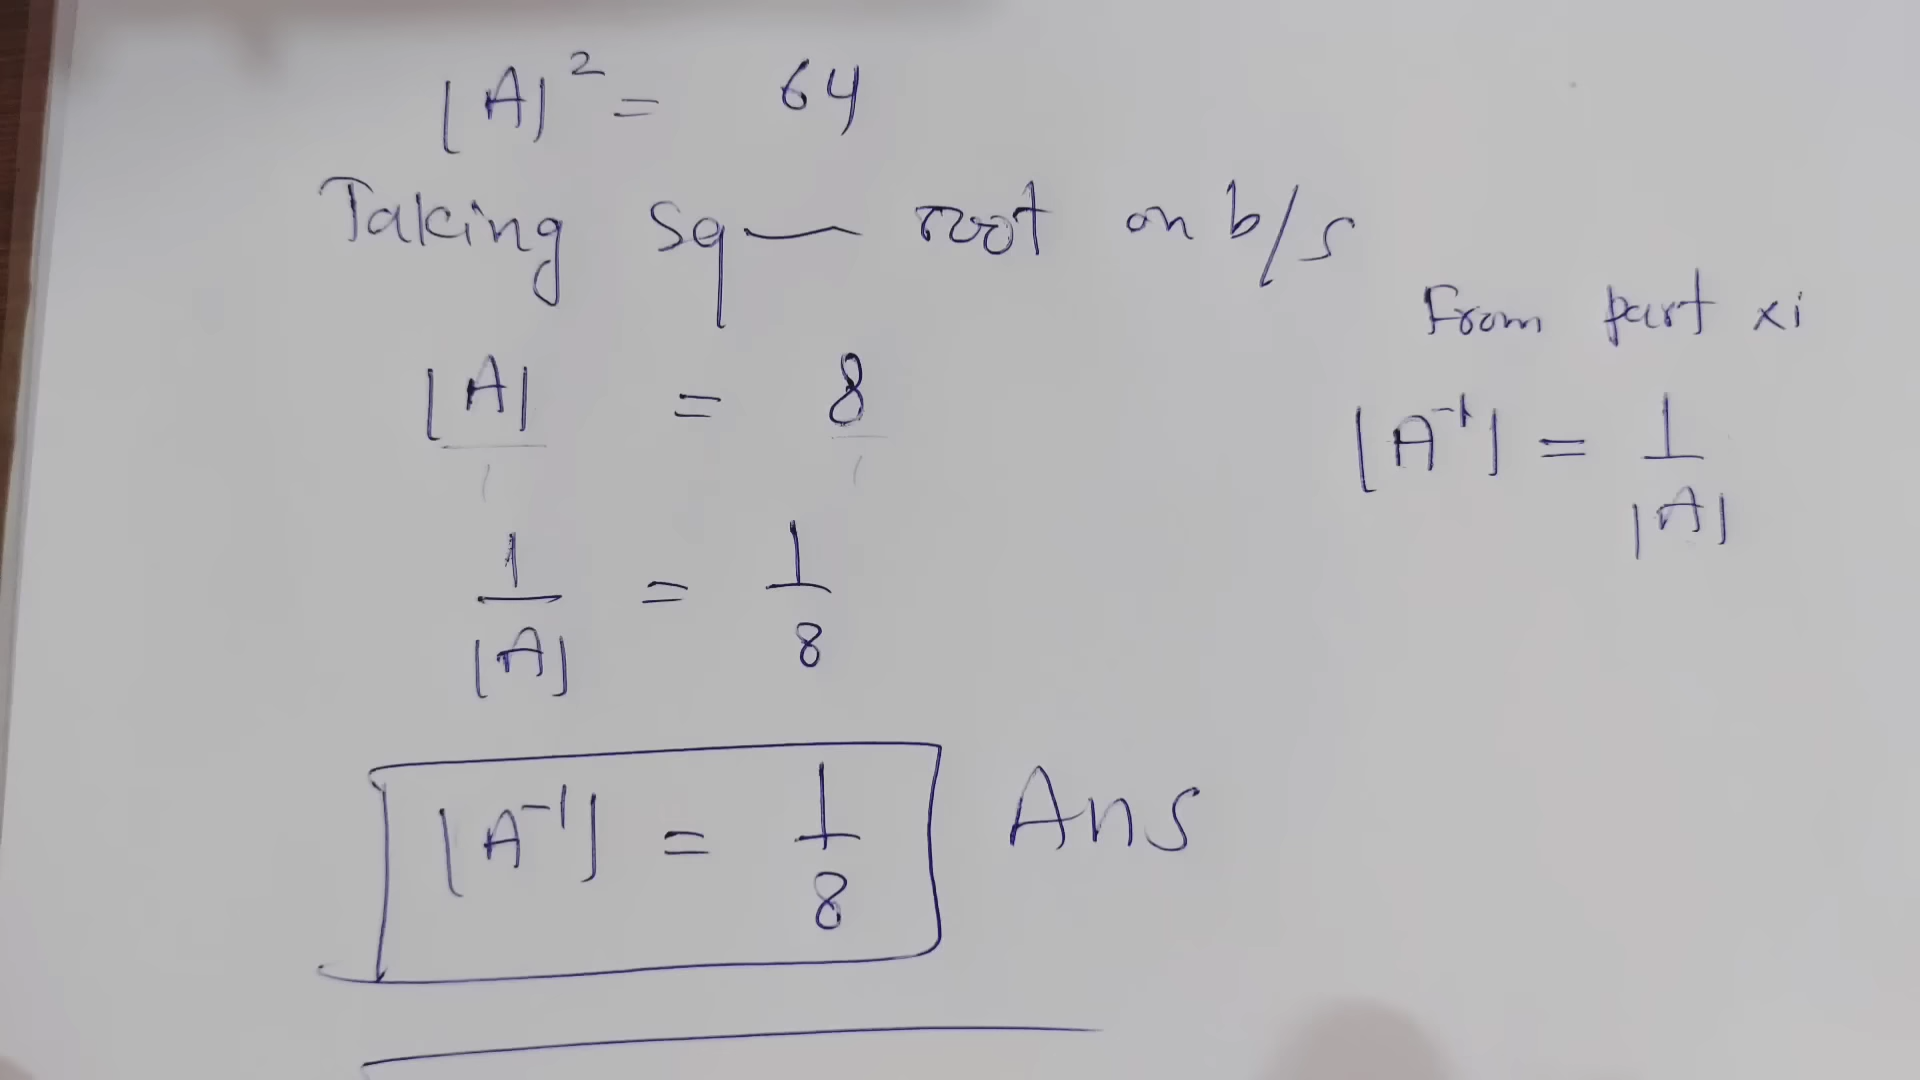 |A|² = 64
Taking sq— root on b/s
From part xi
|A| = 8
|A⁻¹| = 1/|A|
1/|A| = 1/8
|A⁻¹| = 1/8 Ans